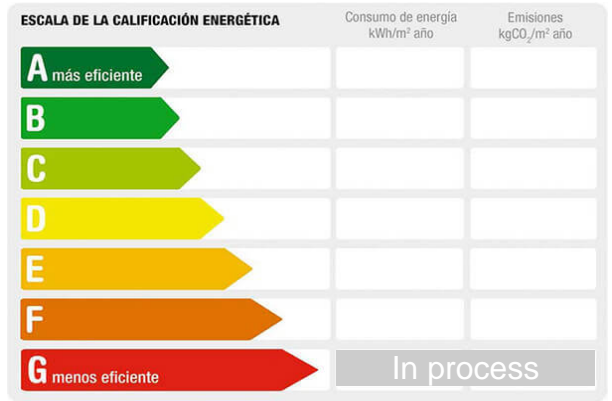 ESCALA DE LA CALIFICACIÓN ENERGÉTICA
Consumo de energía
kWh/m² año
Emisiones
kgCO₂/m² año
A más eficiente
B
C
D
E
F
G menos eficiente
In process